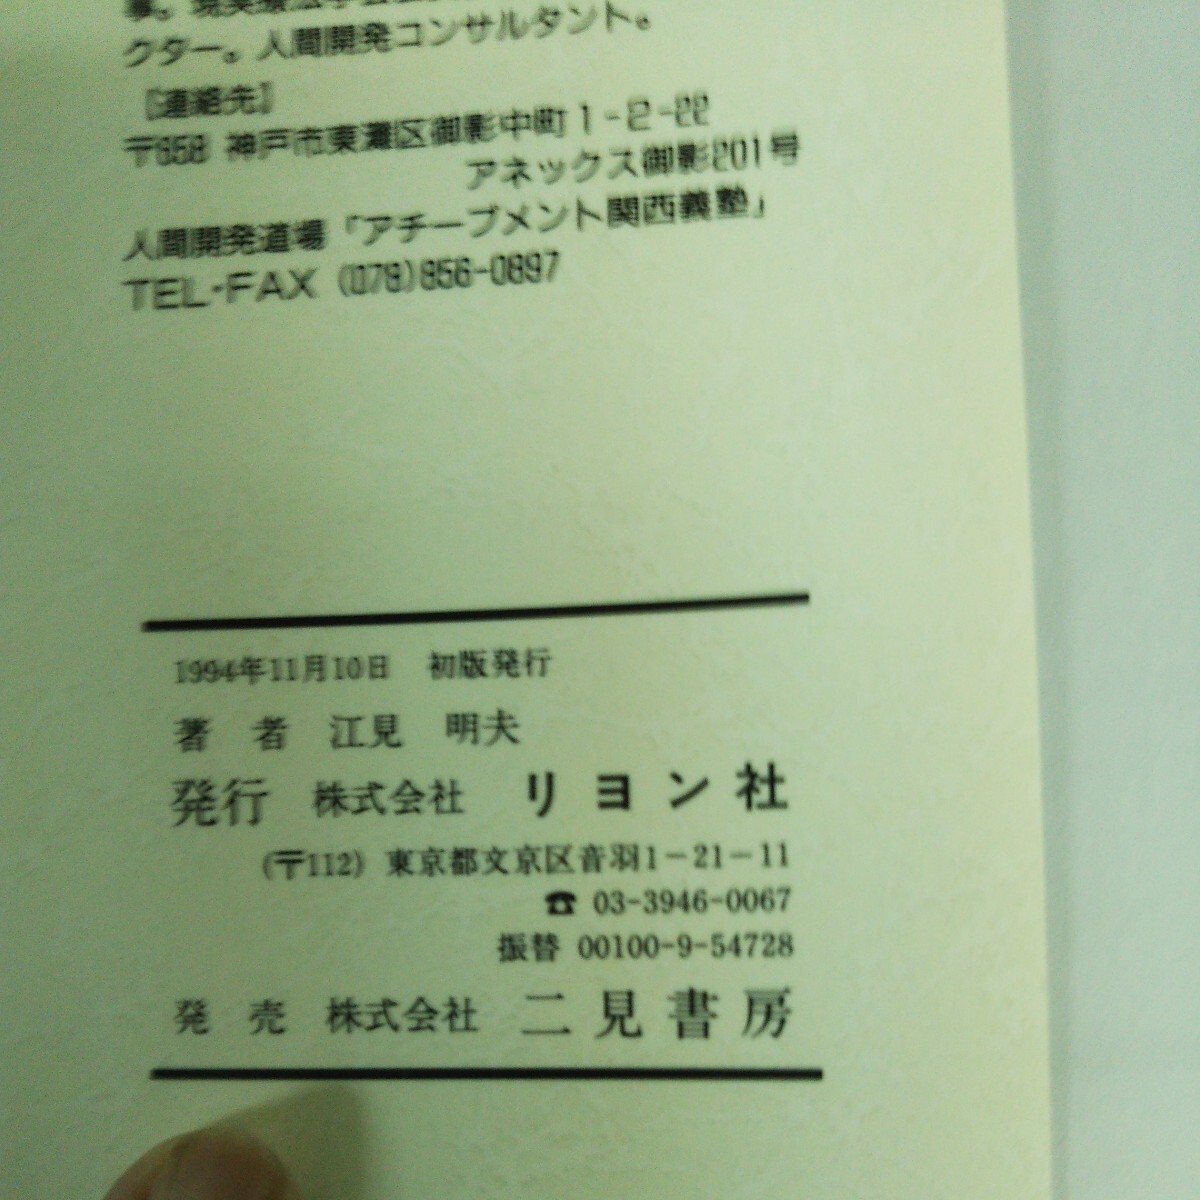 クター。人間開発コンサルタント。
〔連絡先〕
〒658 神戸市東灘区御影中町1-2-22
アネックス御影201号
人間開発道場「アチーブメント関西義塾」
TEL・FAX (078)856-0897
1994年11月10日 初版発行
著 者 江見 明夫
発行 株式会社 リヨン社
(〒112) 東京都文京区音羽1-21-11
☎ 03-3946-0067
振替 00100-9-54728
発 売 株式会社 二見書房